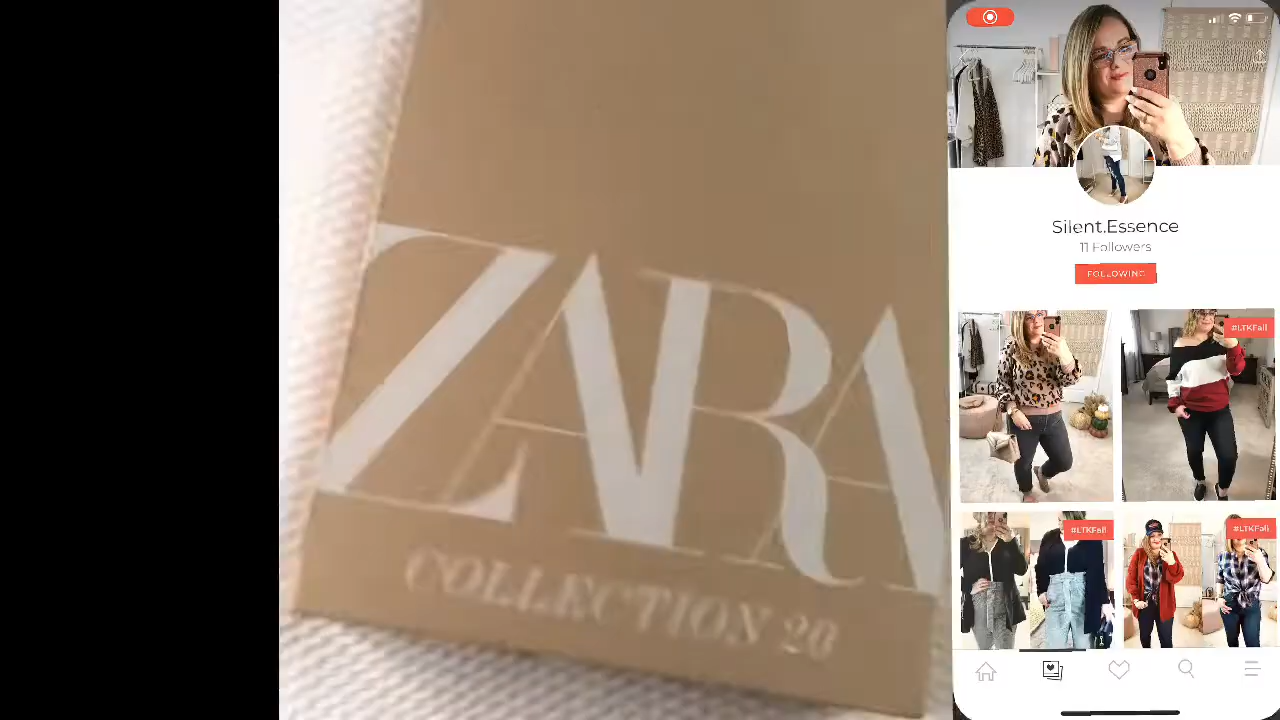 ZARA
COLLECTION 20
Silent.Essence
11 Followers
FOLLOWING
#LTKFall
#LTKFall
#LTKFall